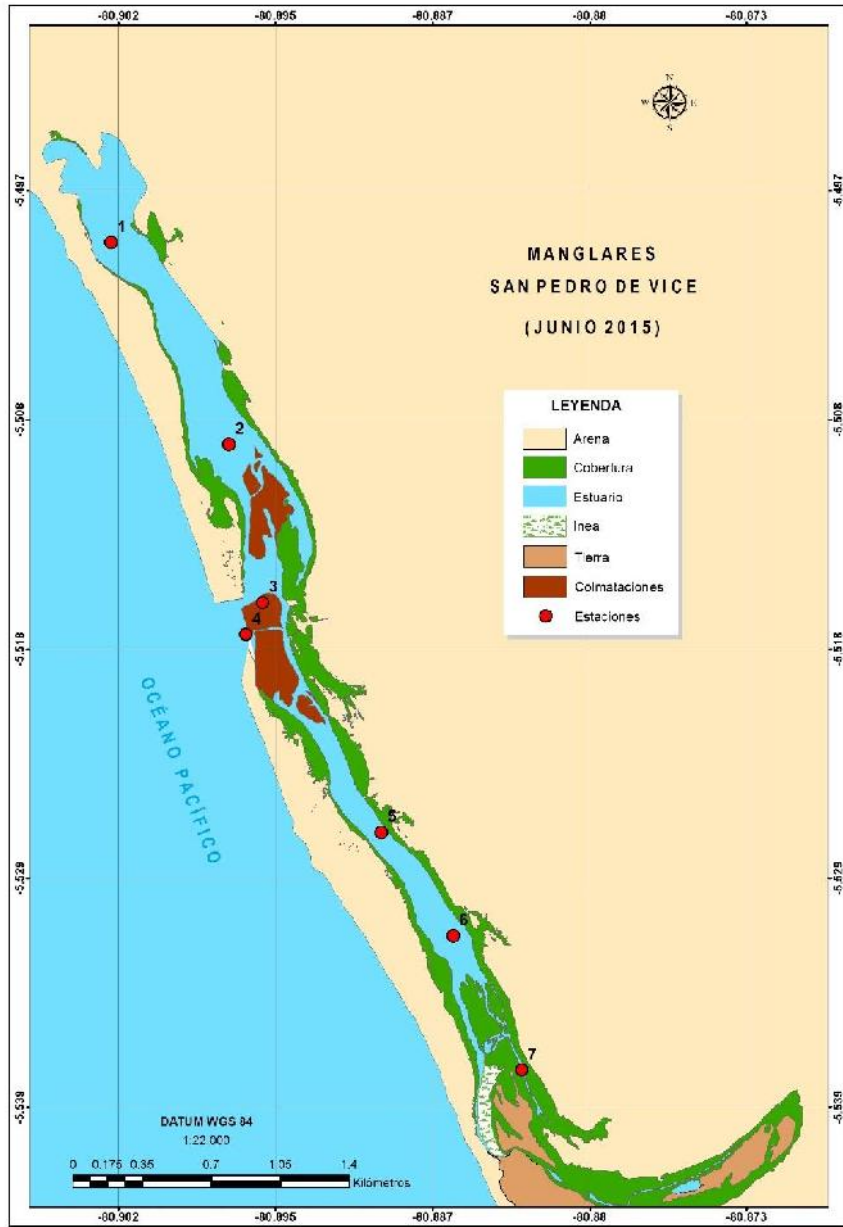 -80.902 -80.895 -80.887 -80.88 -80.873
N
W E
S
-5.497 -5.497
1
MANGLARES
SAN PEDRO DE VICE
(JUNIO 2015)
-5.508 -5.508
2
LEYENDA
Arena
Cobertura
Estuario
Inea
Tierra
Colmataciones
Estaciones
3
4
-5.518 -5.518
OCÉANO PACÍFICO
5
-5.529 -5.529
6
7
-5.539 -5.539
DATUM WGS 84
1:22 000
0 0.175 0.35 0.7 1.05 1.4
Kilómetros
-80.902 -80.895 -80.887 -80.88 -80.873